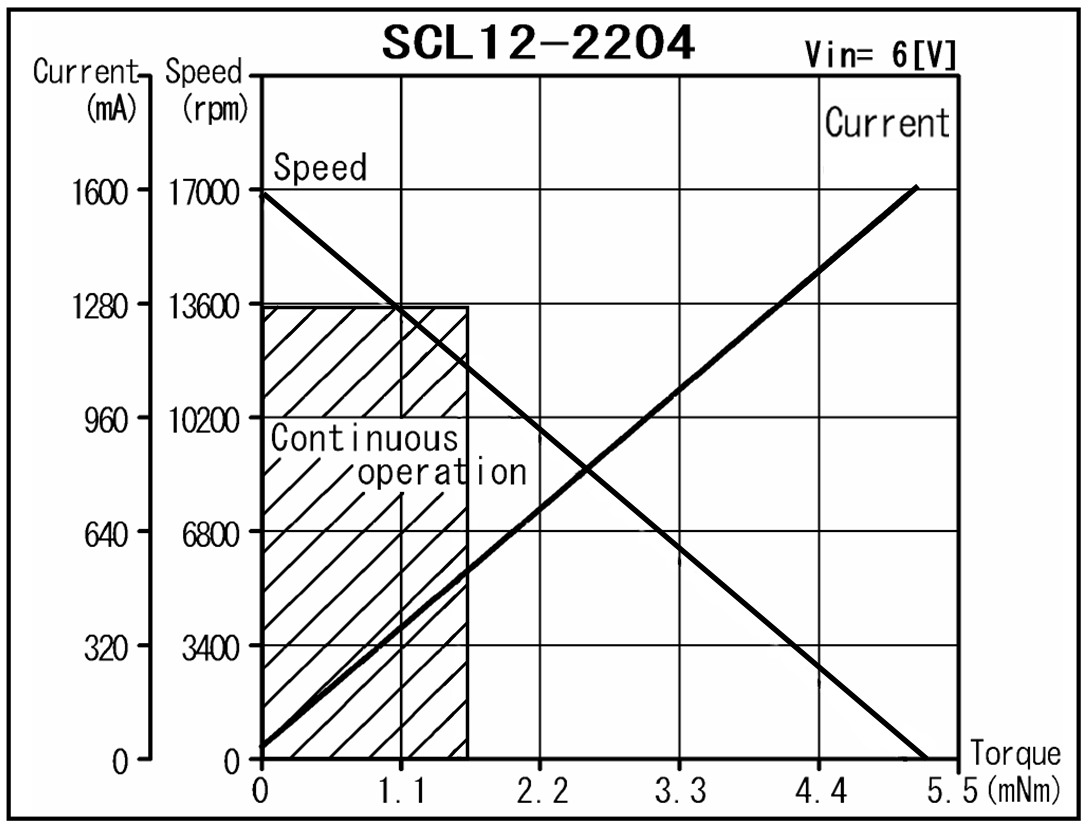 SCL12-2204
Vin= 6[V]
Current Speed
(mA) (rpm)
Current
Speed
1600 17000
1280 13600
960 10200
Continuous
operation
640 6800
320 3400
0 0
Torque
0 1.1 2.2 3.3 4.4 5.5 (mNm)